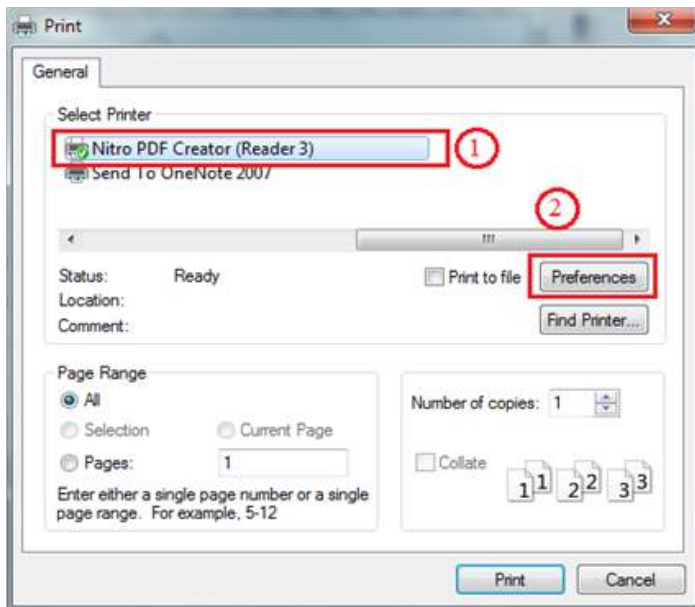 Print
General
Select Printer
Nitro PDF Creator (Reader 3)
1
Send To OneNote 2007
2
Status: Ready
Print to file
Preferences
Location:
Comment:
Find Printer...
Page Range
All
Selection
Current Page
Pages: 1
Enter either a single page number or a single
page range. For example, 5-12
Number of copies: 1
Collate
1 1 2 2 3 3
Print
Cancel